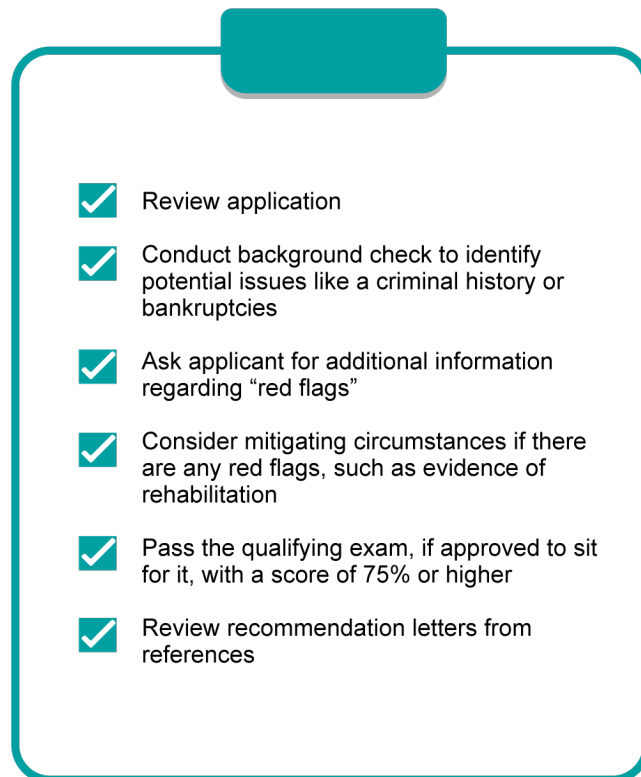 Review application
Conduct background check to identify
potential issues like a criminal history or
bankruptcies
Ask applicant for additional information
regarding “red flags”
Consider mitigating circumstances if there
are any red flags, such as evidence of
rehabilitation
Pass the qualifying exam, if approved to sit
for it, with a score of 75% or higher
Review recommendation letters from
references